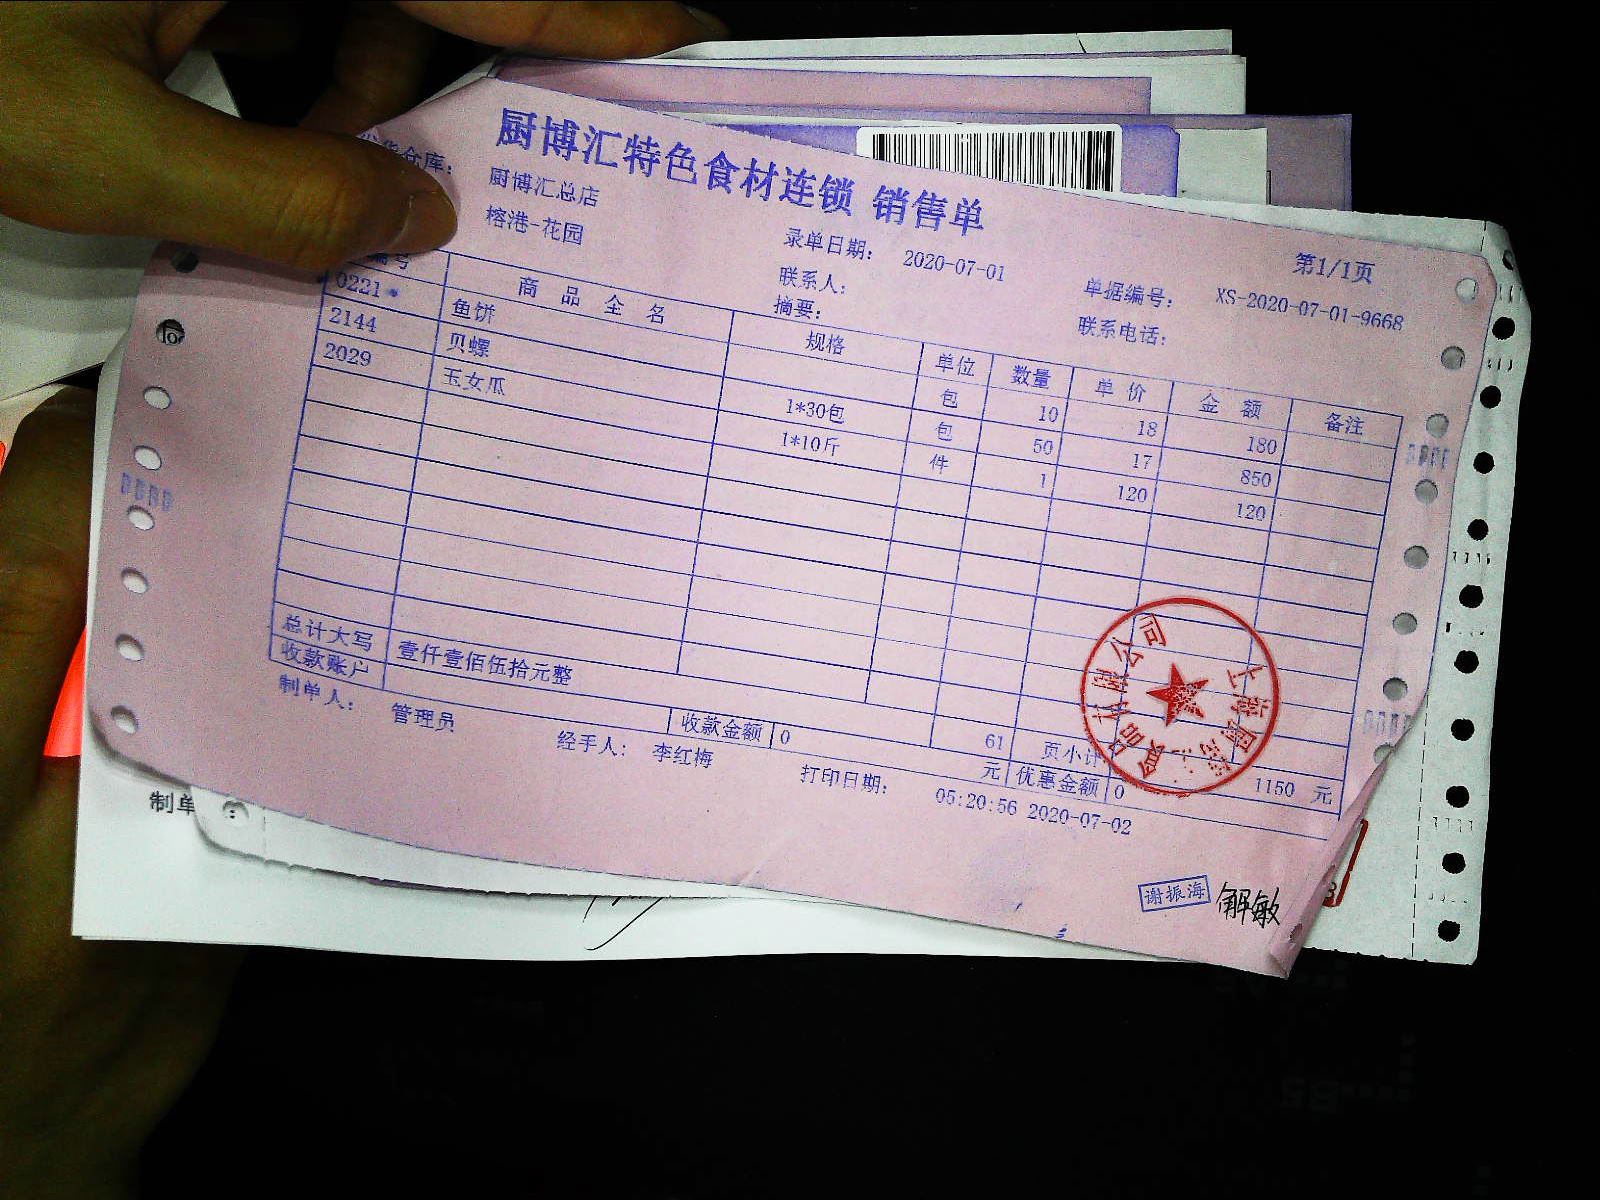 厨博汇特色食材连锁 销售单
仓库： 厨博汇总店
榕港-花园
录单日期： 2020-07-01
第1/1页
联系人：
单据编号： XS-2020-07-01-9668
摘要：
联系电话：
编号 商品全名 规格 单位 数量 单价 金额 备注
0221 鱼饼 包 10 18 180
2144 贝螺 1*30包 包 50 17 850
2029 玉女瓜 1*10斤 件 1 120 120
总计大写 壹仟壹佰伍拾元整 61 页小计 1150 元
收款账户 收款金额 0 元 优惠金额 0
制单人： 管理员 经手人： 李红梅 打印日期： 05:20:56 2020-07-02
谢振海 解敏
制单